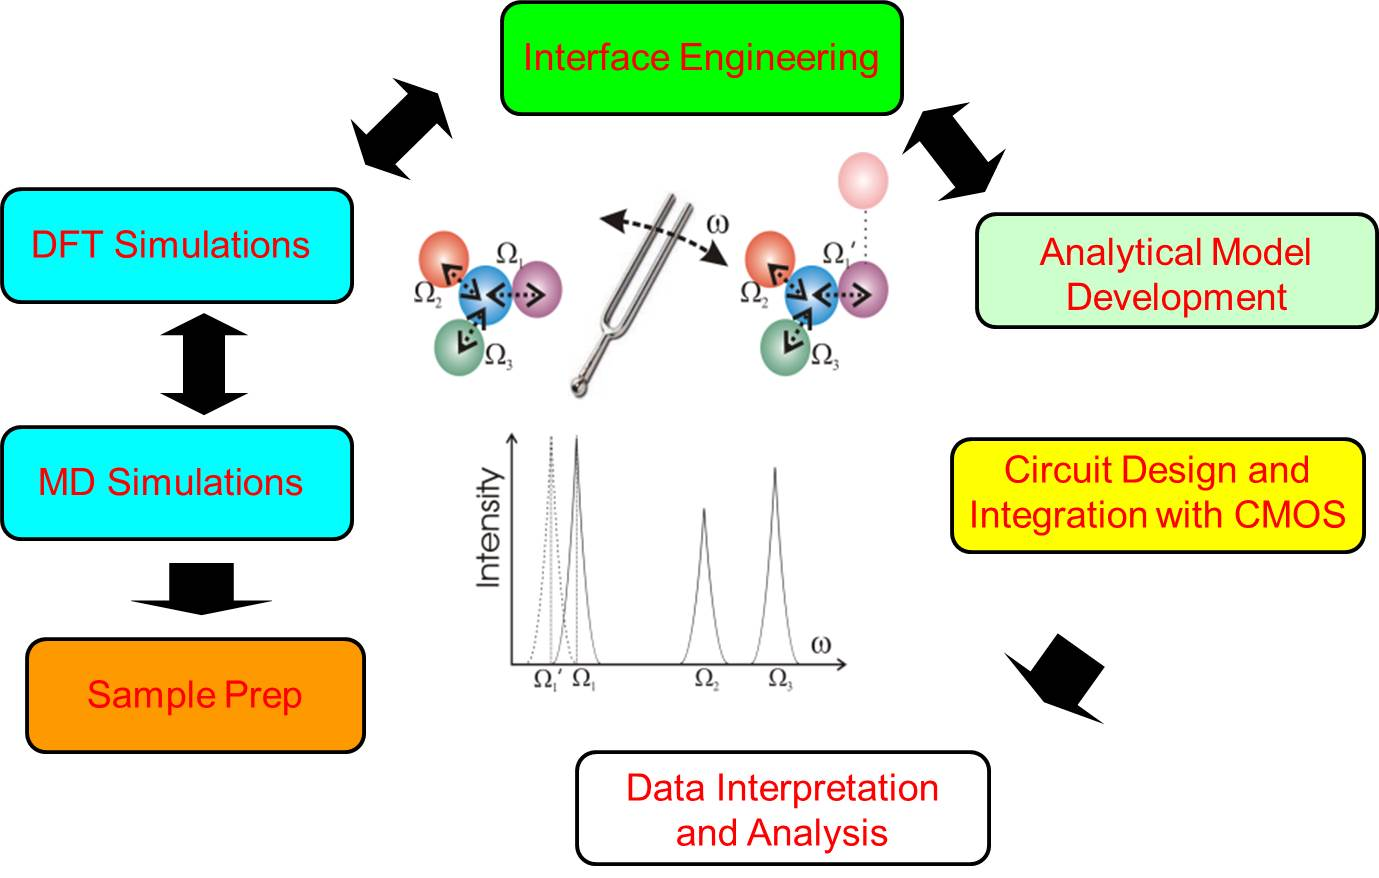 Interface Engineering
DFT Simulations
Analytical Model
Development
ω
Ω₁
Ω₂
Ω₃
Ω₁′
Ω₂
Ω₃
MD Simulations
Circuit Design and
Integration with CMOS
Intensity
ω
Ω₁′ Ω₁ Ω₂ Ω₃
Sample Prep
Data Interpretation
and Analysis